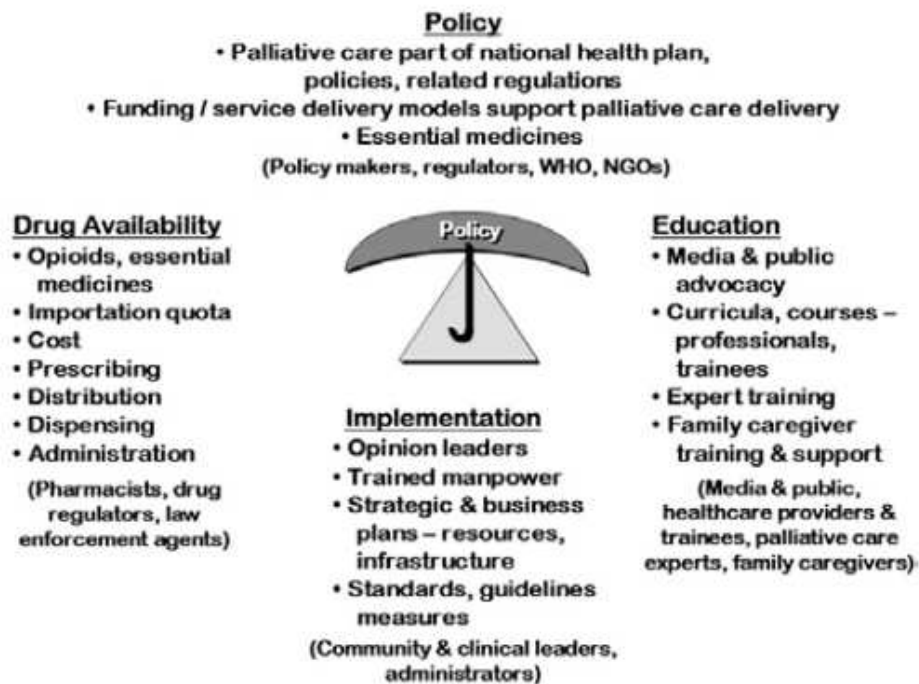 Policy
• Palliative care part of national health plan,
policies, related regulations
• Funding / service delivery models support palliative care delivery
• Essential medicines
(Policy makers, regulators, WHO, NGOs)
Policy
Drug Availability
• Opioids, essential
medicines
• Importation quota
• Cost
• Prescribing
• Distribution
• Dispensing
• Administration
(Pharmacists, drug
regulators, law
enforcement agents)
Implementation
• Opinion leaders
• Trained manpower
• Strategic & business
plans – resources,
infrastructure
• Standards, guidelines
measures
(Community & clinical leaders,
administrators)
Education
• Media & public
advocacy
• Curricula, courses –
professionals,
trainees
• Expert training
• Family caregiver
training & support
(Media & public,
healthcare providers &
trainees, palliative care
experts, family caregivers)